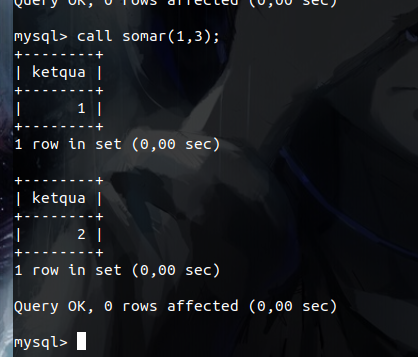 Query OK, 0 rows affected (0,00 sec)
mysql> call somar(1,3);
+--------+
| ketqua |
+--------+
|      1 |
+--------+
1 row in set (0,00 sec)
+--------+
| ketqua |
+--------+
|      2 |
+--------+
1 row in set (0,00 sec)
Query OK, 0 rows affected (0,00 sec)
mysql>